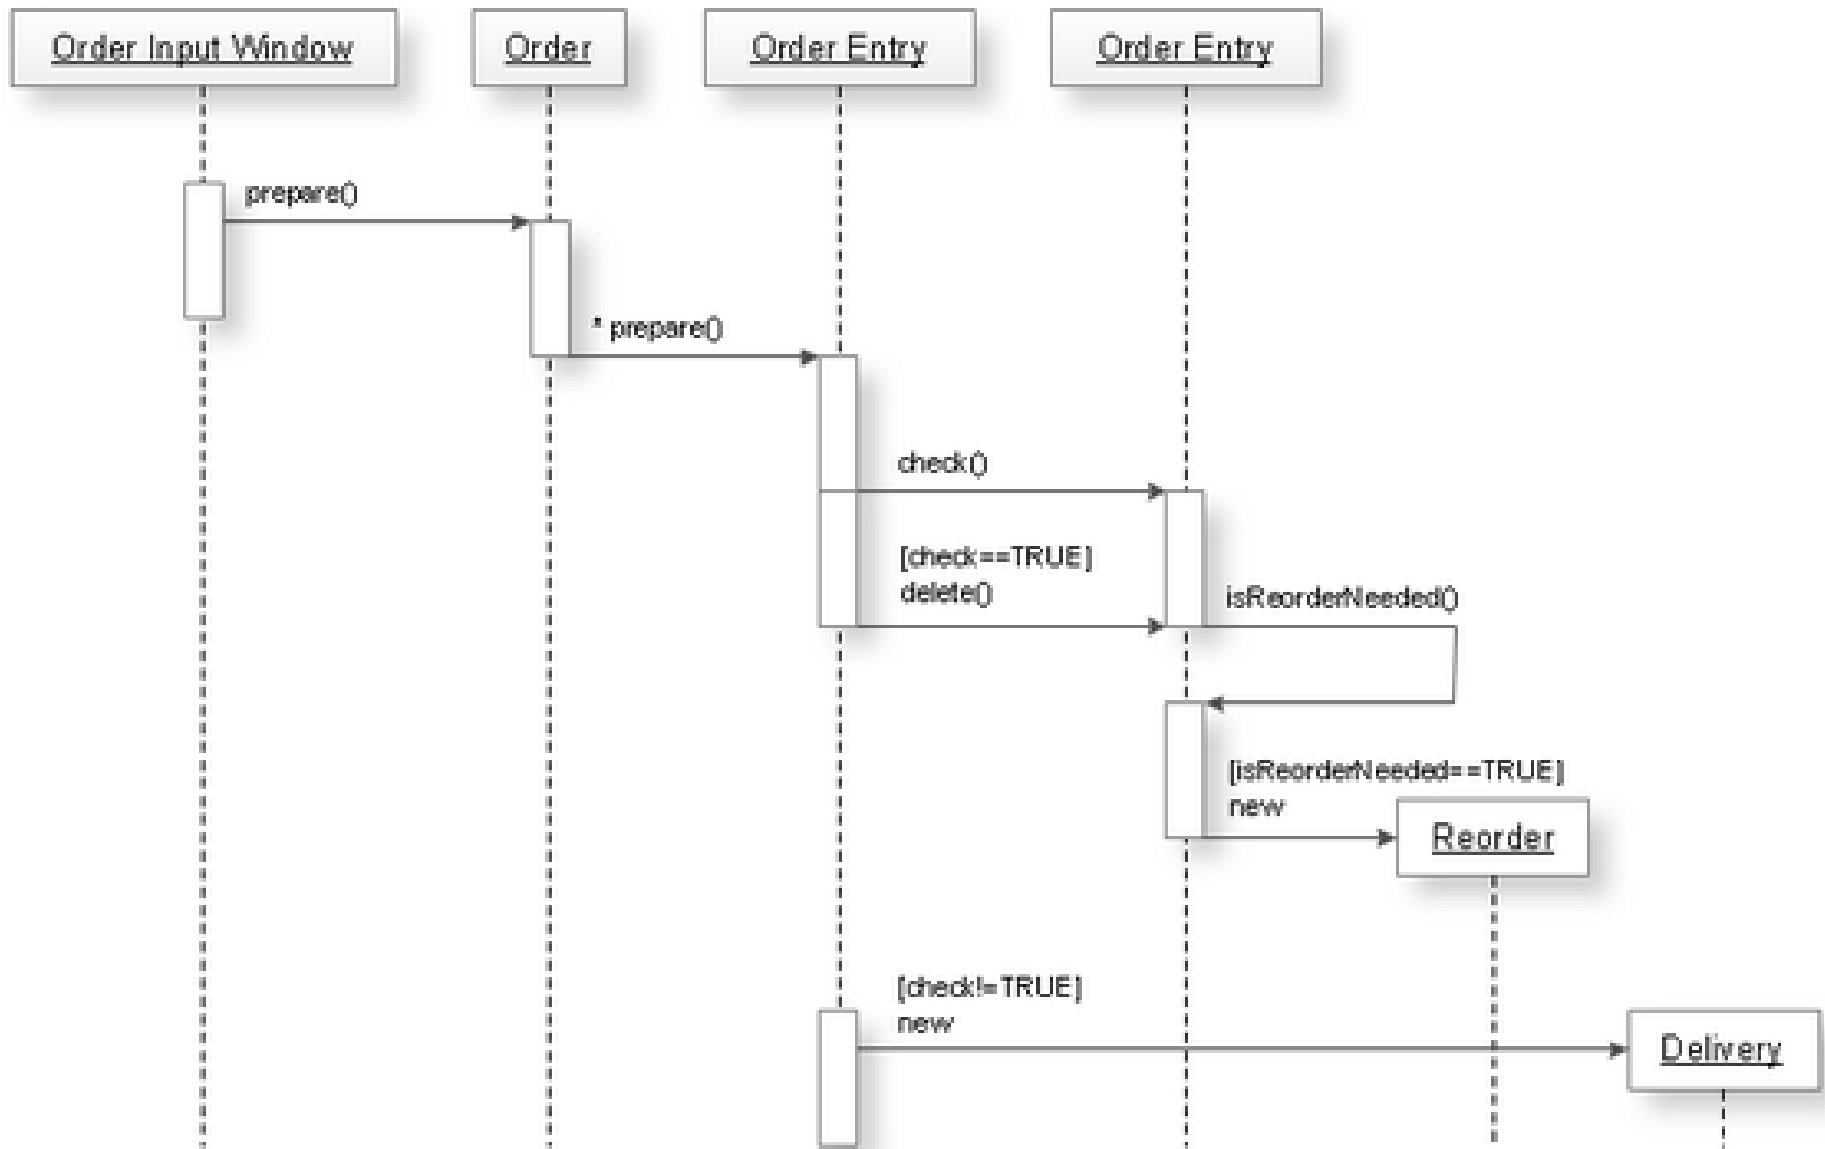 Order Input Window
Order
Order Entry
Order Entry
prepare()
* prepare()
check()
[check==TRUE]
delete()
isReorderNeeded()
[isReorderNeeded==TRUE]
new
Reorder
[check!=TRUE]
new
Delivery